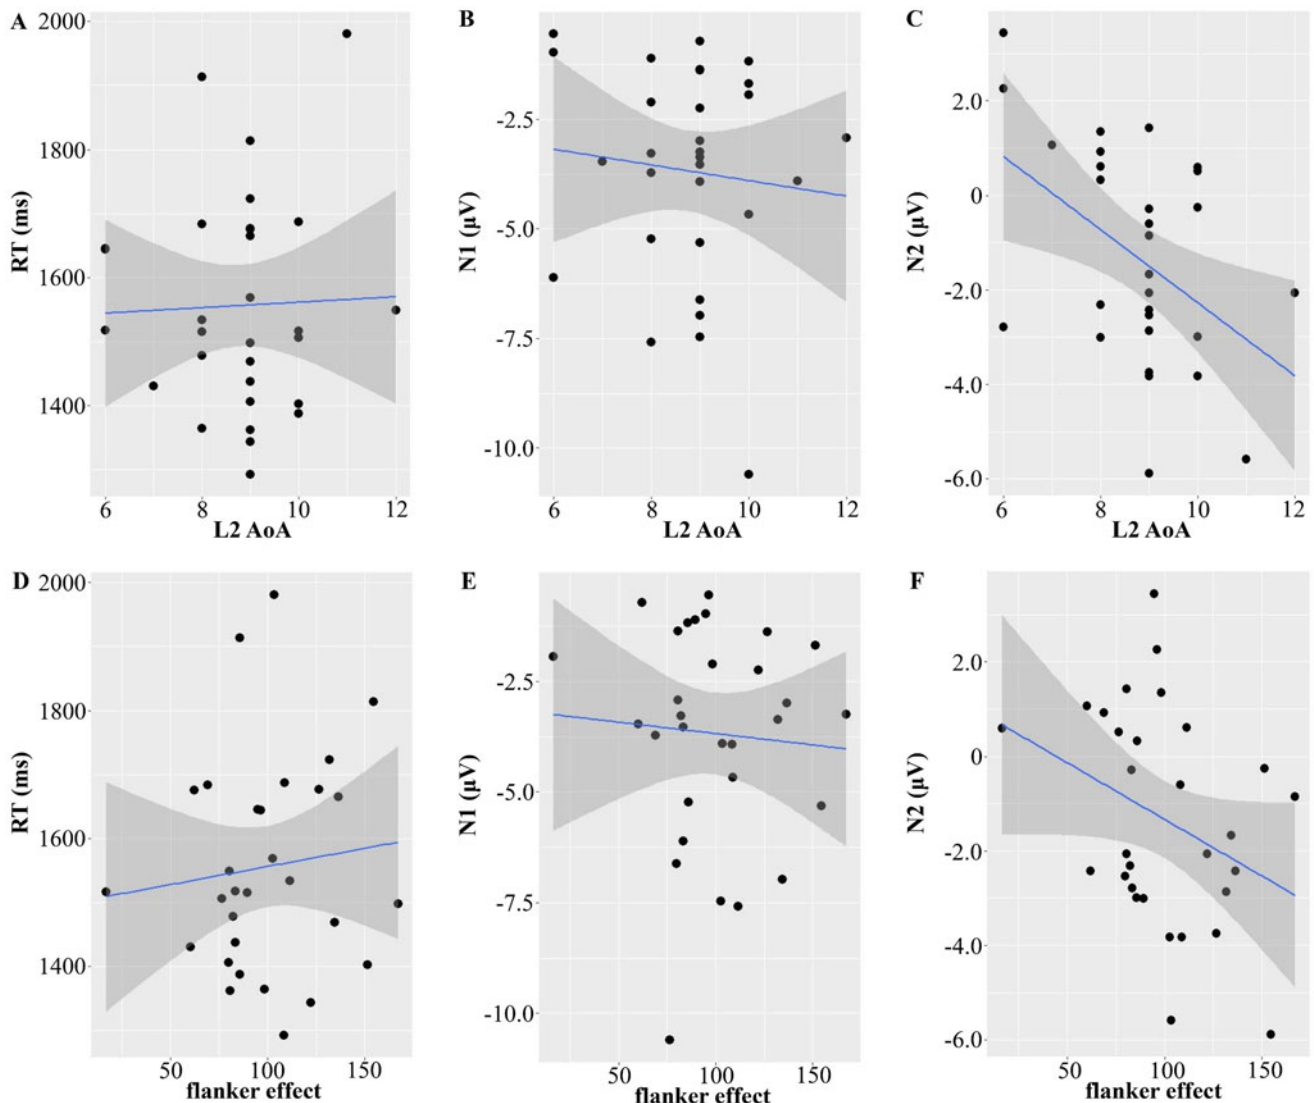 A
2000
1800
1600
1400
RT (ms)
6 8 10 12
L2 AoA
B
-2.5
-5.0
-7.5
-10.0
N1 (µV)
6 8 10 12
L2 AoA
C
2.0
0
-2.0
-4.0
-6.0
N2 (µV)
6 8 10 12
L2 AoA
D
2000
1800
1600
1400
RT (ms)
50 100 150
flanker effect
E
-2.5
-5.0
-7.5
-10.0
N1 (µV)
50 100 150
flanker effect
F
2.0
0
-2.0
-4.0
-6.0
N2 (µV)
50 100 150
flanker effect